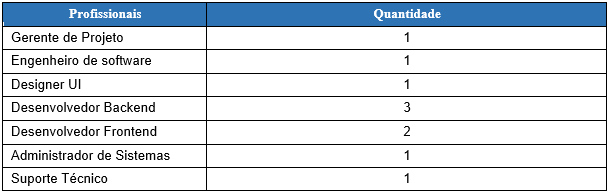 Profissionais Quantidade
Gerente de Projeto 1
Engenheiro de software 1
Designer UI 1
Desenvolvedor Backend 3
Desenvolvedor Frontend 2
Administrador de Sistemas 1
Suporte Técnico 1